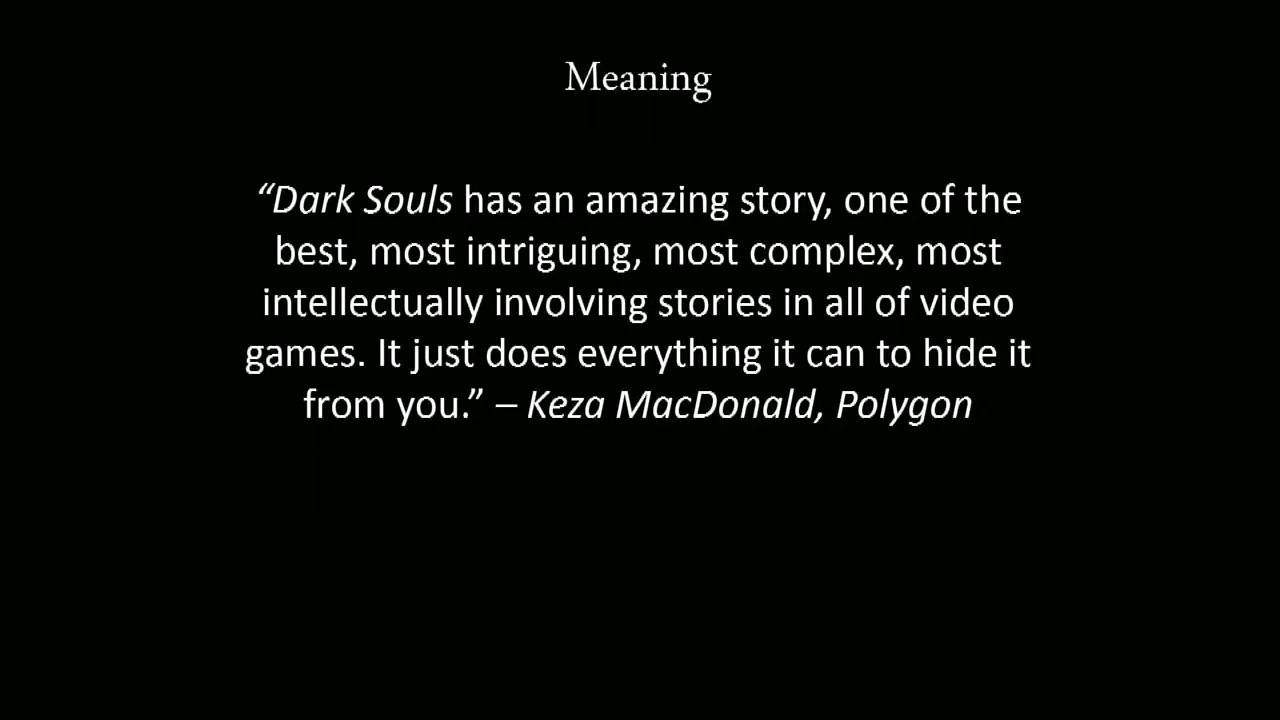 Meaning
“Dark Souls has an amazing story, one of the
best, most intriguing, most complex, most
intellectually involving stories in all of video
games. It just does everything it can to hide it
from you.” – Keza MacDonald, Polygon